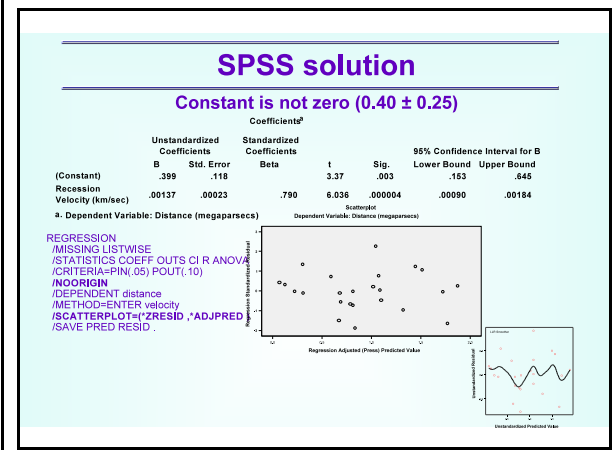 SPSS solution
Constant is not zero (0.40 ± 0.25)
Coefficientsa
Unstandardized Coefficients Standardized Coefficients 95% Confidence Interval for B
B Std. Error Beta t Sig. Lower Bound Upper Bound
(Constant) .399 .118 3.37 .003 .153 .645
Recession Velocity (km/sec) .00137 .00023 .790 6.036 .000004 .00090 .00184
a. Dependent Variable: Distance (megaparsecs)
Scatterplot
Dependent Variable: Distance (megaparsecs)
Regression Standardized Residual
Regression Adjusted (Press) Predicted Value
REGRESSION
/MISSING LISTWISE
/STATISTICS COEFF OUTS CI R ANOVA
/CRITERIA=PIN(.05) POUT(.10)
/NOORIGIN
/DEPENDENT distance
/METHOD=ENTER velocity
/SCATTERPLOT=(*ZRESID ,*ADJPRED
/SAVE PRED RESID .
Unstandardized Residual
Unstandardized Predicted Value